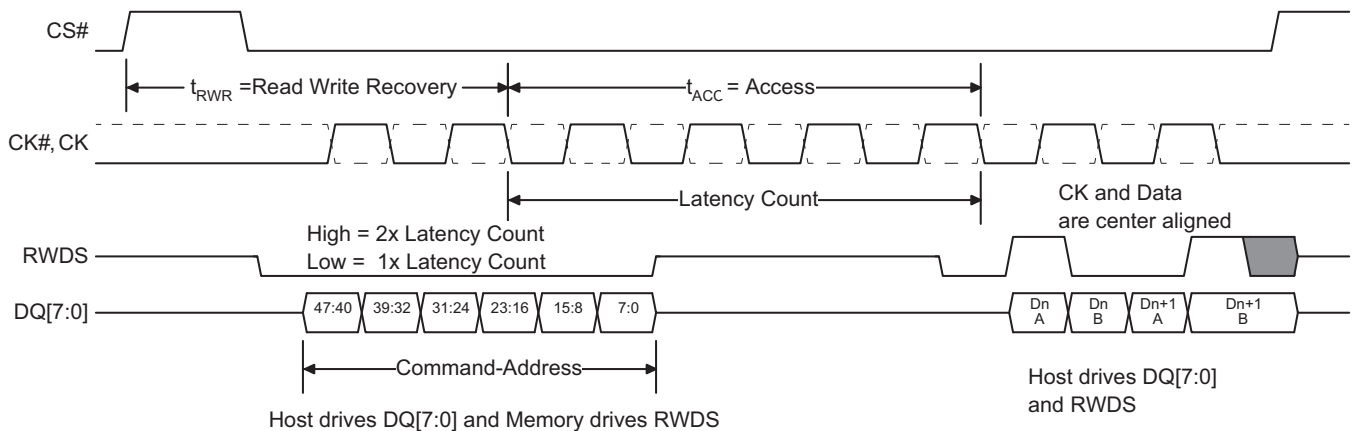 CS#
t_RWR =Read Write Recovery
t_ACC = Access
CK#, CK
Latency Count
CK and Data
are center aligned
High = 2x Latency Count
Low = 1x Latency Count
RWDS
DQ[7:0]
47:40 39:32 31:24 23:16 15:8 7:0
Dn Dn Dn+1 Dn+1
A B A B
Command-Address
Host drives DQ[7:0]
and RWDS
Host drives DQ[7:0] and Memory drives RWDS